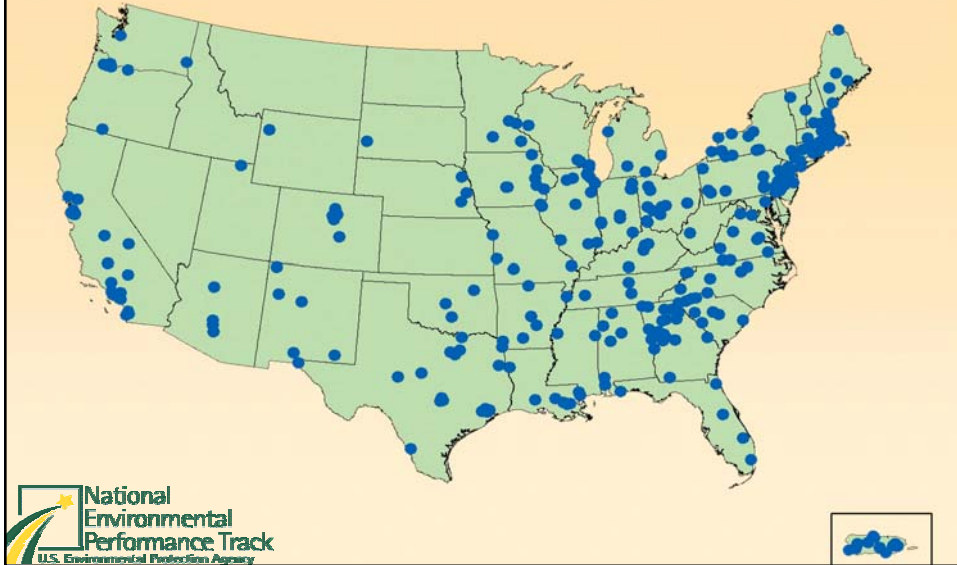 National
Environmental
Performance Track
U.S. Environmental Protection Agency